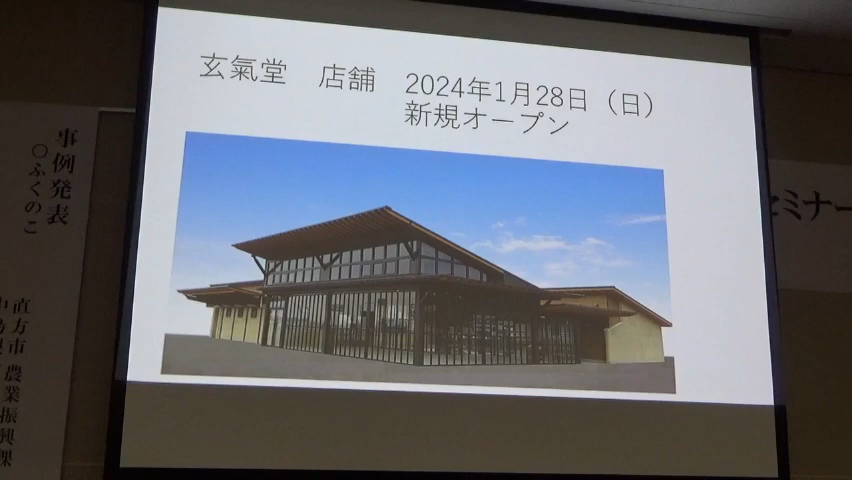 玄氣堂 店舗 2024年1月28日（日）
新規オープン
事例発表
○ふくのこ
直方市 農業振興課
セミナー